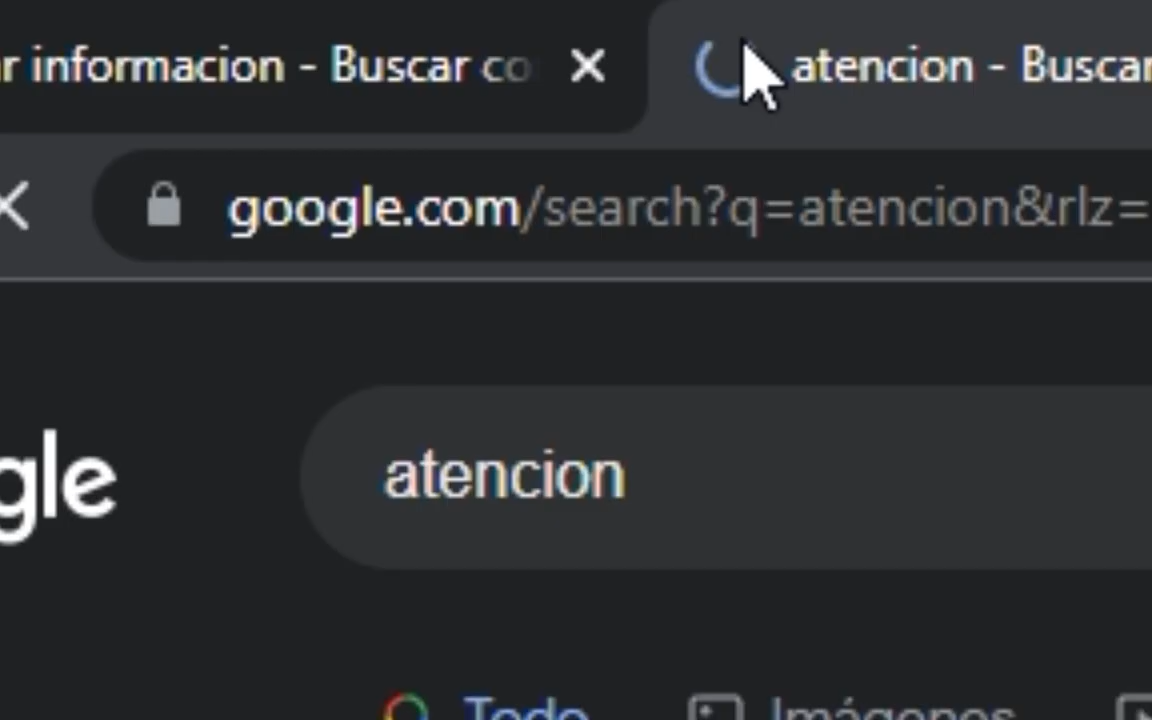 r informacion - Buscar co
atencion - Buscar
google.com/search?q=atencion&rlz=
gle
atencion
Todo
Imágenes